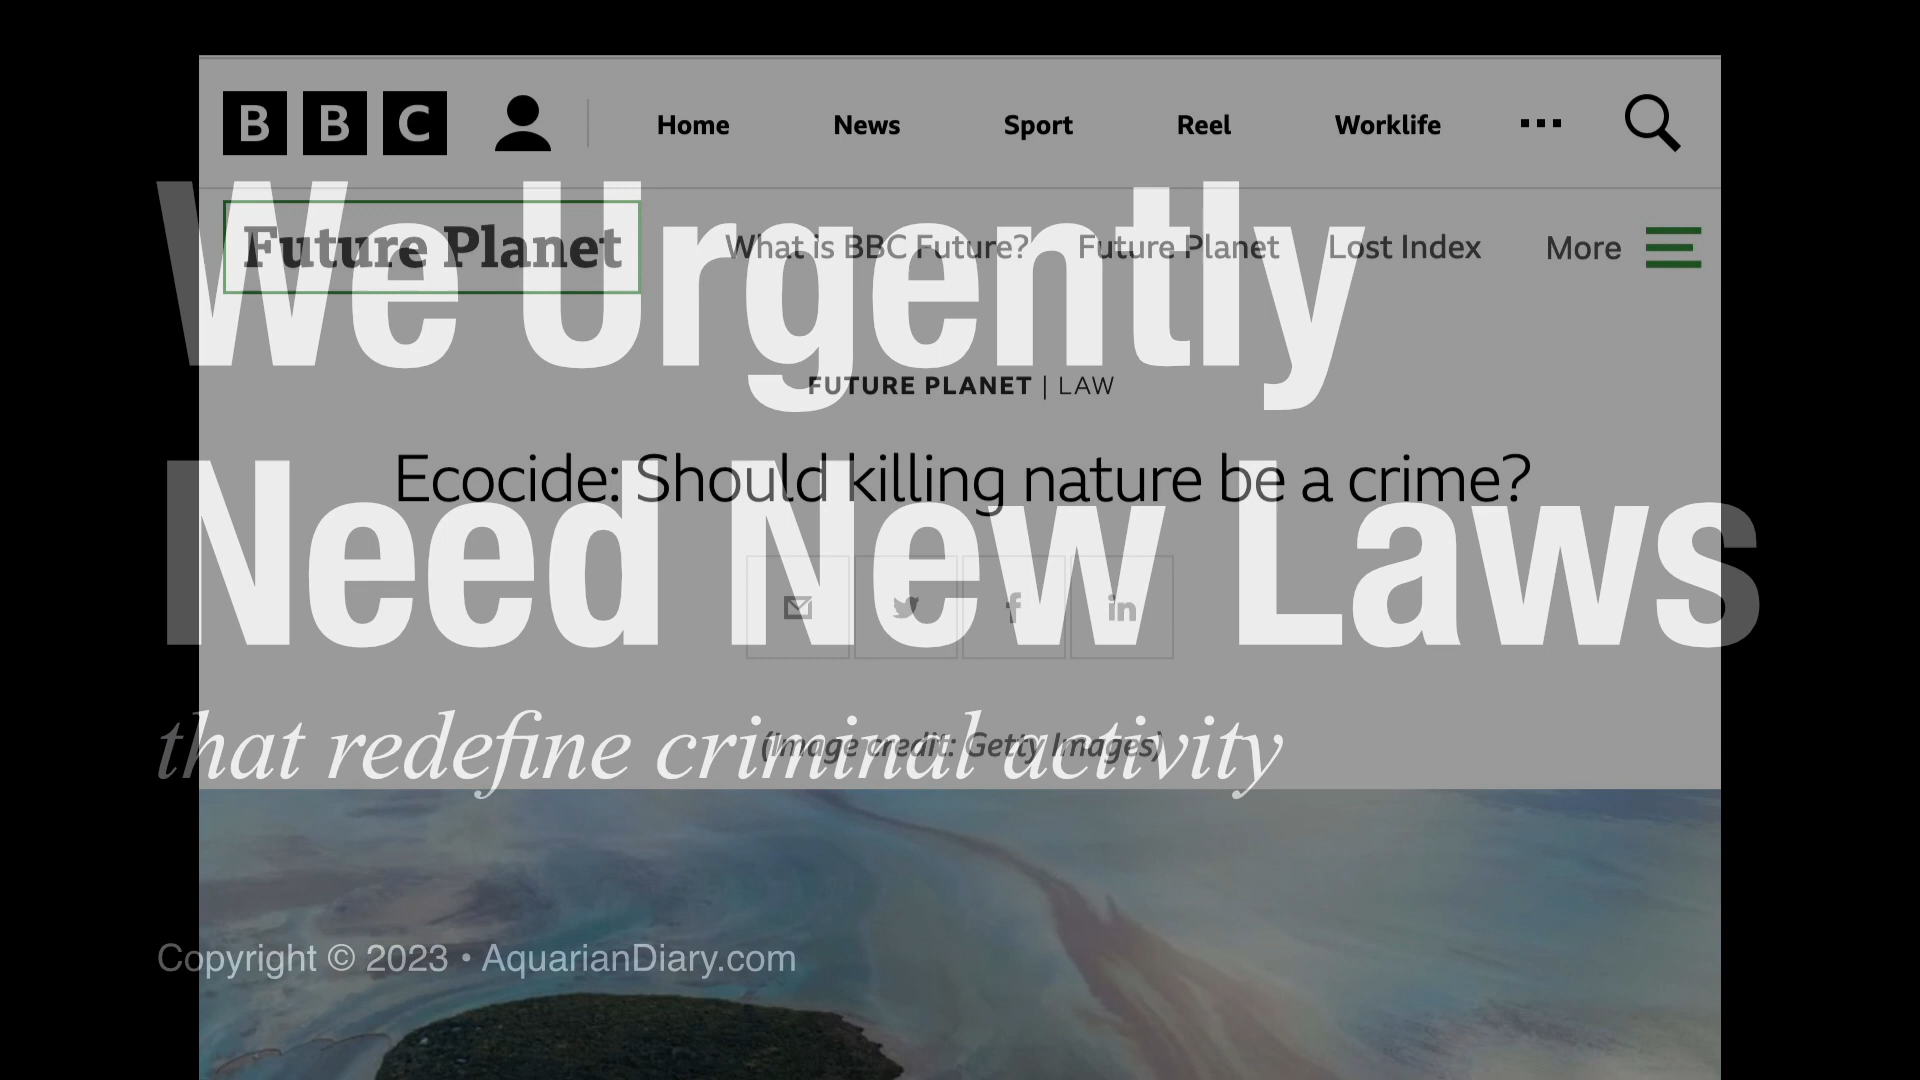 BBC
Home News Sport Reel Worklife
We Urgently
Future Planet
What is BBC Future? Future Planet Lost Index More
FUTURE PLANET | LAW
Ecocide: Should killing nature be a crime?
Need New Laws
f in
that redefine criminal activity
(Image credit: Getty Images)
Copyright © 2023 • AquarianDiary.com